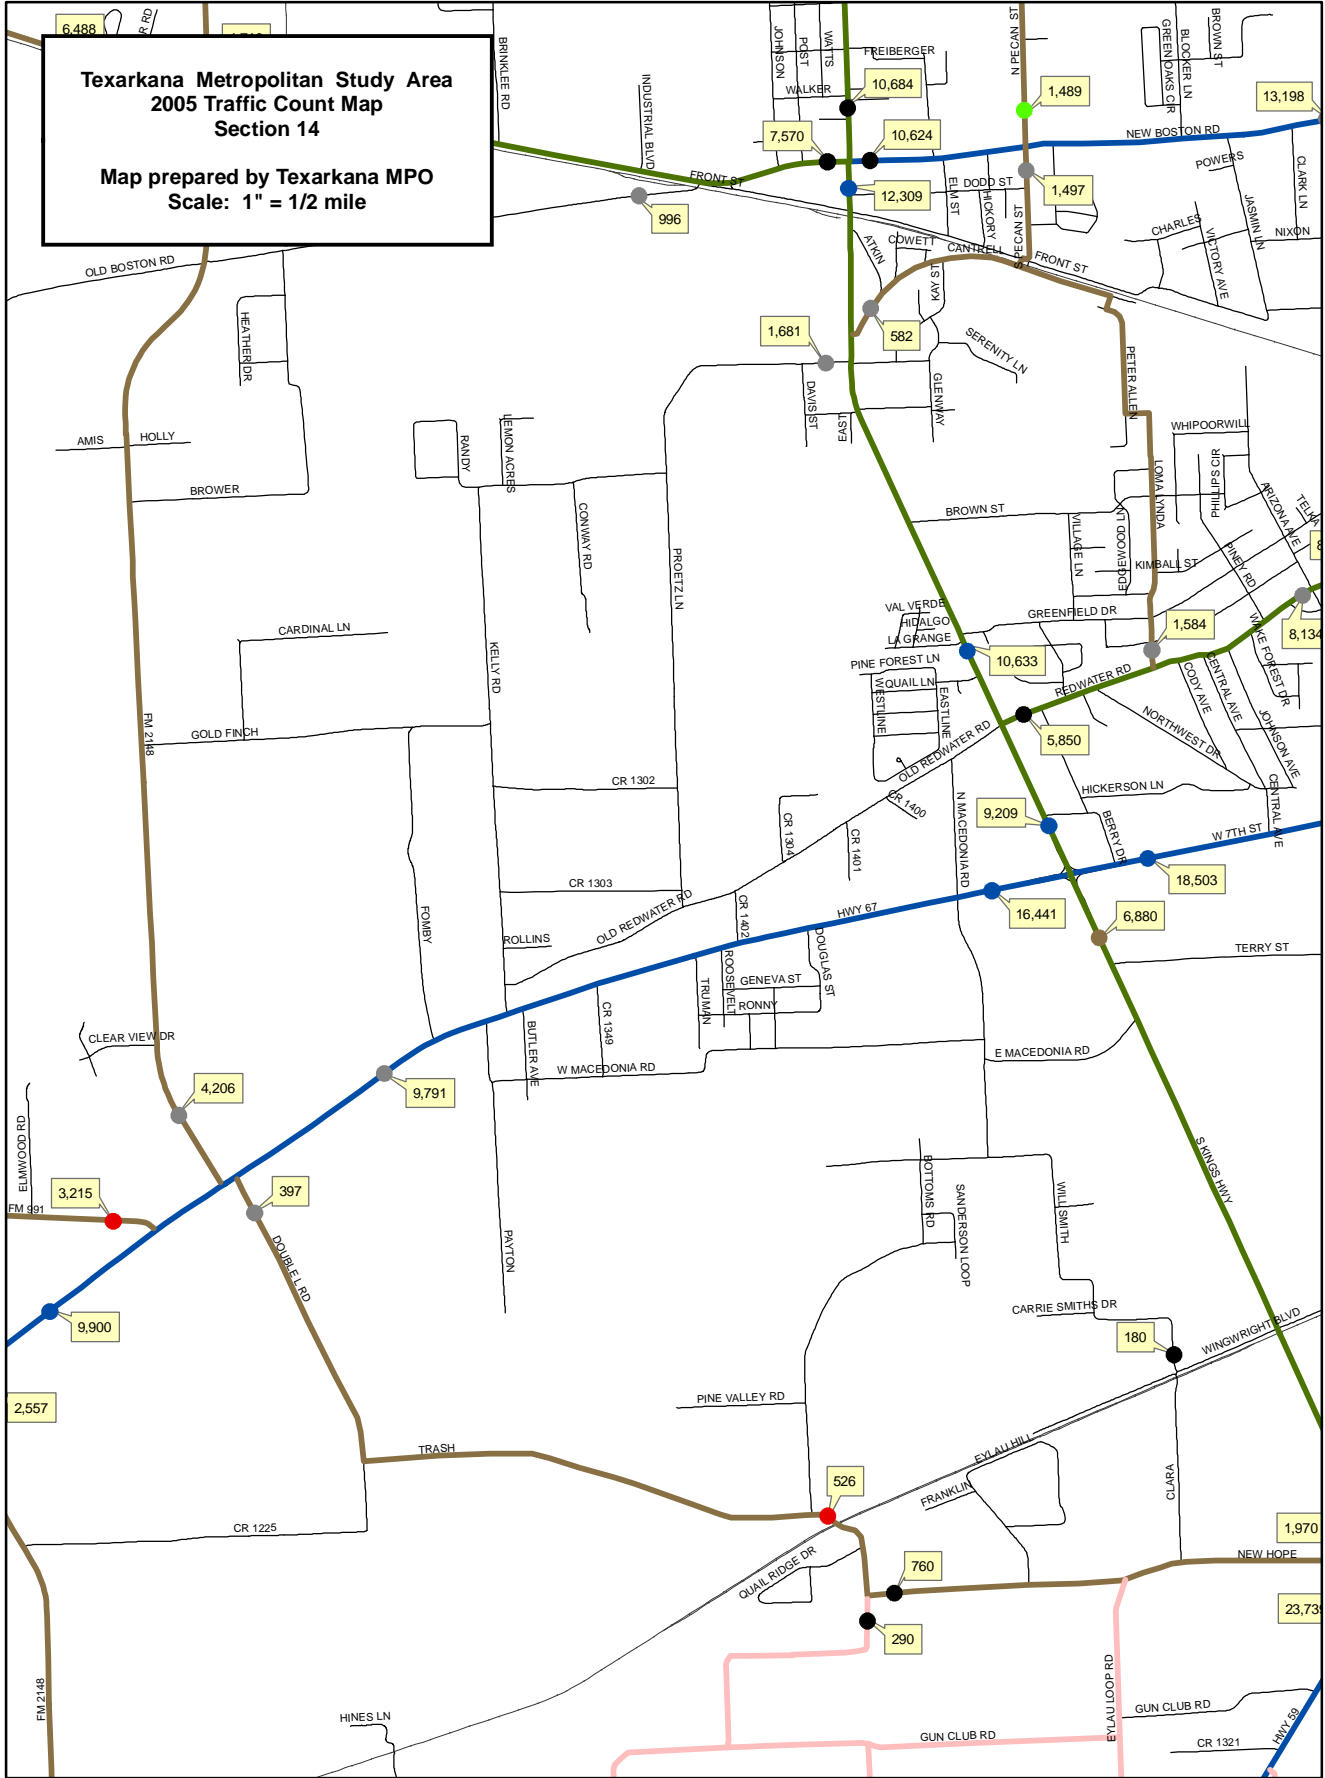 6,488
R RD
Texarkana Metropolitan Study Area
2005 Traffic Count Map
Section 14
Map prepared by Texarkana MPO
Scale: 1" = 1/2 mile
BRINKLEE RD
INDUSTRIAL BLVD
JOHNSON
POST
WATTS
FREIBERGER
WALKER
10,684
N PECAN ST
1,489
GREEN OAKS CIR
BLOCKER LN
BROWN ST
13,198
NEW BOSTON RD
7,570
10,624
FRONT ST
996
12,309
ELM ST
DODD ST
HICKORY
S PECAN ST
1,497
POWERS
CLARK LN
JASMIN LN
CHARLES
VICTORY AVE
NIXON
ATKIN
COWETT
CANTRELL
KAY ST
FRONT ST
OLD BOSTON RD
HEATHER DR
1,681
582
SERENITY LN
PETER ALLEN
DAVIS ST
EAST
GLENWAY
AMIS
HOLLY
BROWER
RANDY
LEMON ACRES
CONWAY RD
PROETZ LN
WHIPOORWILL
LOMA LYNDA
PHILLIPS CIR
ARIZONA AVE
TELKA
BROWN ST
VILLAGE LN
EDGEWOOD LN
KIMBALL ST
PINEY RD
8
GREENFIELD DR
VAL VERDE
HIDALGO
LA GRANGE
1,584
8,134
WAKE FOREST DR
CARDINAL LN
KELLY RD
PINE FOREST LN
QUAIL LN
WESTLINE
EASTLINE
10,633
REDWATER RD
CODY AVE
CENTRAL AVE
JOHNSON AVE
NORTHWEST DR
5,850
FM 2148
GOLD FINCH
OLD REDWATER RD
CR 1302
CR 1400
HICKERSON LN
CENTRAL AVE
9,209
N MACEDONIA RD
BERRY DR
W 7TH ST
CR 1304
CR 1401
18,503
CR 1303
OLD REDWATER RD
CR 1402
HWY 67
16,441
6,880
FOMBY
ROLLINS
TERRY ST
TRUMAN
ROOSEVELT
GENEVA ST
RONNY
DOUGLAS ST
CR 1349
BUTLER AVE
W MACEDONIA RD
E MACEDONIA RD
CLEAR VIEW DR
4,206
9,791
ELMWOOD RD
3,215
FM 991
397
DOUBLE L RD
PAYTON
BOTTOMS RD
SANDERSON LOOP
WILL SMITH
S KINGS HWY
9,900
CARRIE SMITHS DR
180
WINGWRIGHT BLVD
2,557
PINE VALLEY RD
TRASH
EYLAU HILL
526
FRANKLIN
CLARA
CR 1225
1,970
NEW HOPE
QUAIL RIDGE DR
760
23,739
290
FM 2148
EYLAU LOOP RD
HINES LN
GUN CLUB RD
GUN CLUB RD
CR 1321
HWY 59